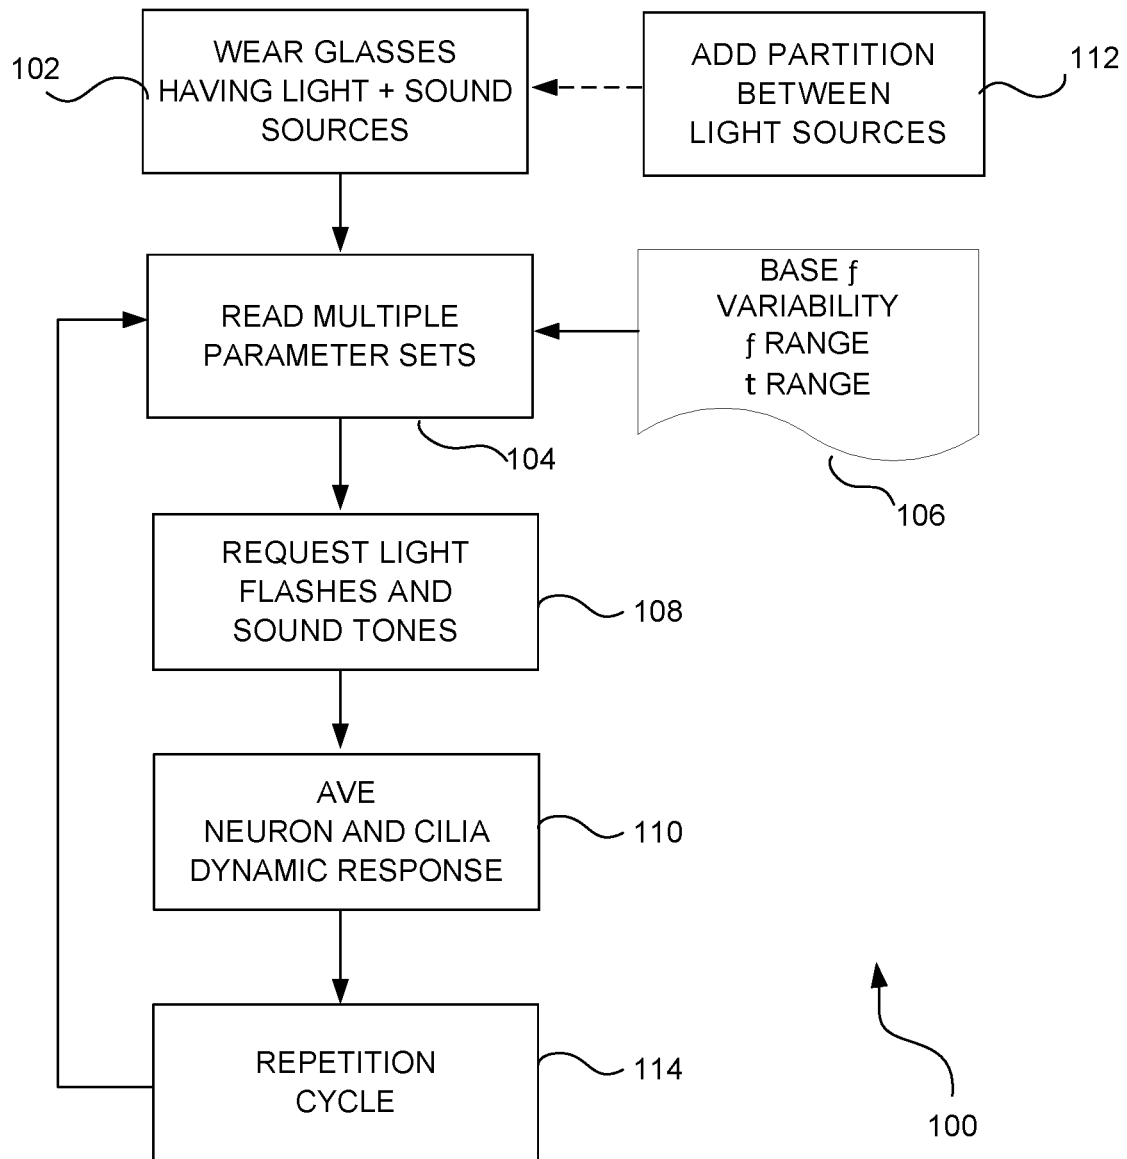 WEAR GLASSES
HAVING LIGHT + SOUND
SOURCES
102
ADD PARTITION
BETWEEN
LIGHT SOURCES
112
READ MULTIPLE
PARAMETER SETS
104
BASE ƒ
VARIABILITY
ƒ RANGE
t RANGE
106
REQUEST LIGHT
FLASHES AND
SOUND TONES
108
AVE
NEURON AND CILIA
DYNAMIC RESPONSE
110
REPETITION
CYCLE
114
100